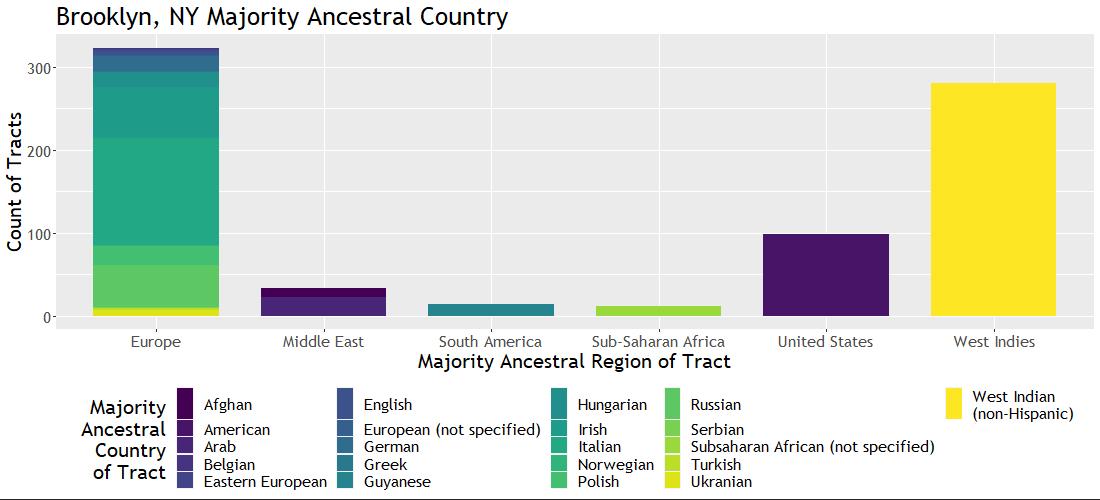 Brooklyn, NY Majority Ancestral Country
Count of Tracts
300
200
100
0
Europe
Middle East
South America
Sub-Saharan Africa
United States
West Indies
Majority Ancestral Region of Tract
Majority
Ancestral
Country
of Tract
Afghan
American
Arab
Belgian
Eastern European
English
European (not specified)
German
Greek
Guyanese
Hungarian
Irish
Italian
Norwegian
Polish
Russian
Serbian
Subsaharan African (not specified)
Turkish
Ukranian
West Indian
(non-Hispanic)